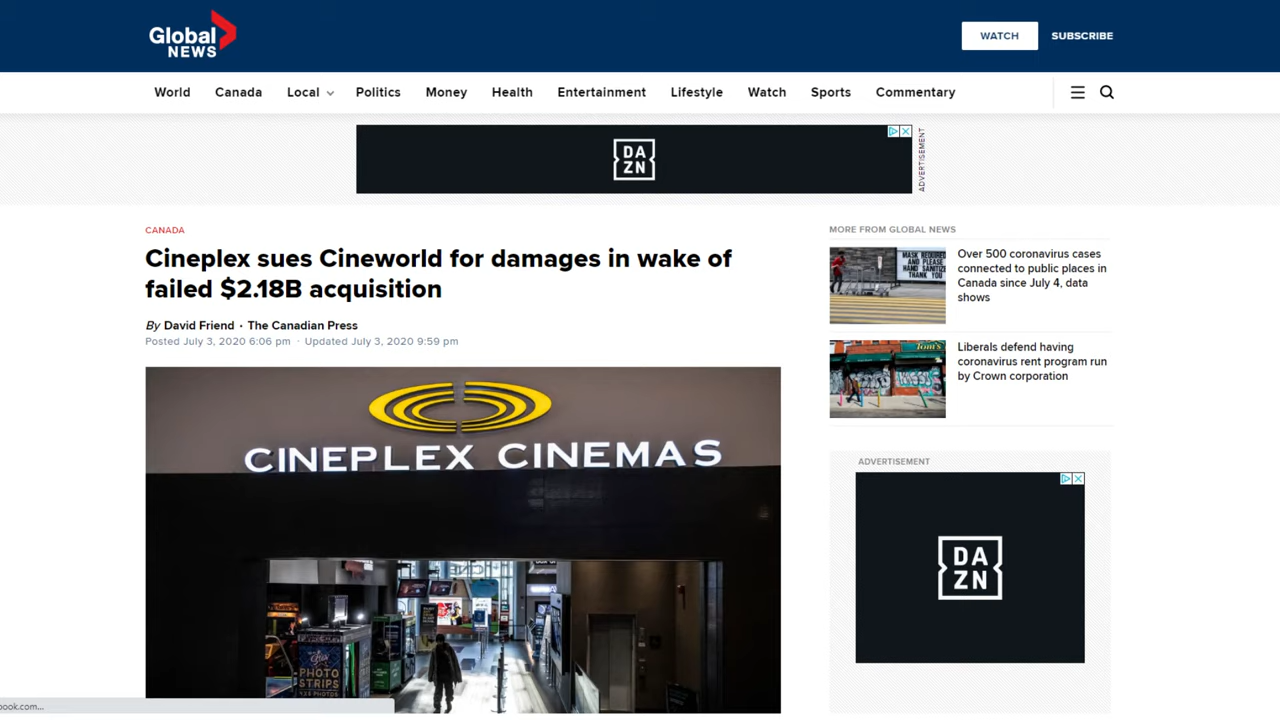 Global
NEWS
WATCH
SUBSCRIBE
World
Canada
Local
Politics
Money
Health
Entertainment
Lifestyle
Watch
Sports
Commentary
DA
ZN
ADVERTISEMENT
CANADA
Cineplex sues Cineworld for damages in wake of
failed $2.18B acquisition
By David Friend · The Canadian Press
Posted July 3, 2020 6:06 pm · Updated July 3, 2020 9:59 pm
CINEPLEX CINEMAS
PHOTO
STRIPS
MORE FROM GLOBAL NEWS
MASK REQUIRED
AND PLEASE
HAND SANITIZE
THANK YOU
Over 500 coronavirus cases
connected to public places in
Canada since July 4, data
shows
Tom's
Liberals defend having
coronavirus rent program run
by Crown corporation
ADVERTISEMENT
DA
ZN
book.com...